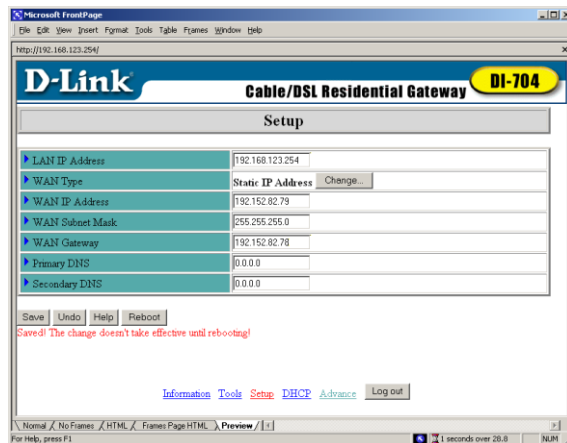 Microsoft FrontPage
File Edit View Insert Format Tools Table Frames Window Help
http://192.168.123.254/
D-Link
Cable/DSL Residential Gateway
DI-704
Setup
LAN IP Address 192.168.123.254
WAN Type Static IP Address Change...
WAN IP Address 192.152.82.79
WAN Subnet Mask 255.255.255.0
WAN Gateway 192.152.82.78
Primary DNS 0.0.0.0
Secondary DNS 0.0.0.0
Save Undo Help Reboot
Saved! The change doesn't take effective until rebooting!
Information Tools Setup DHCP Advance Log out
Normal No Frames HTML Frames Page HTML Preview
For Help, press F1 1 seconds over 28.8 NUM